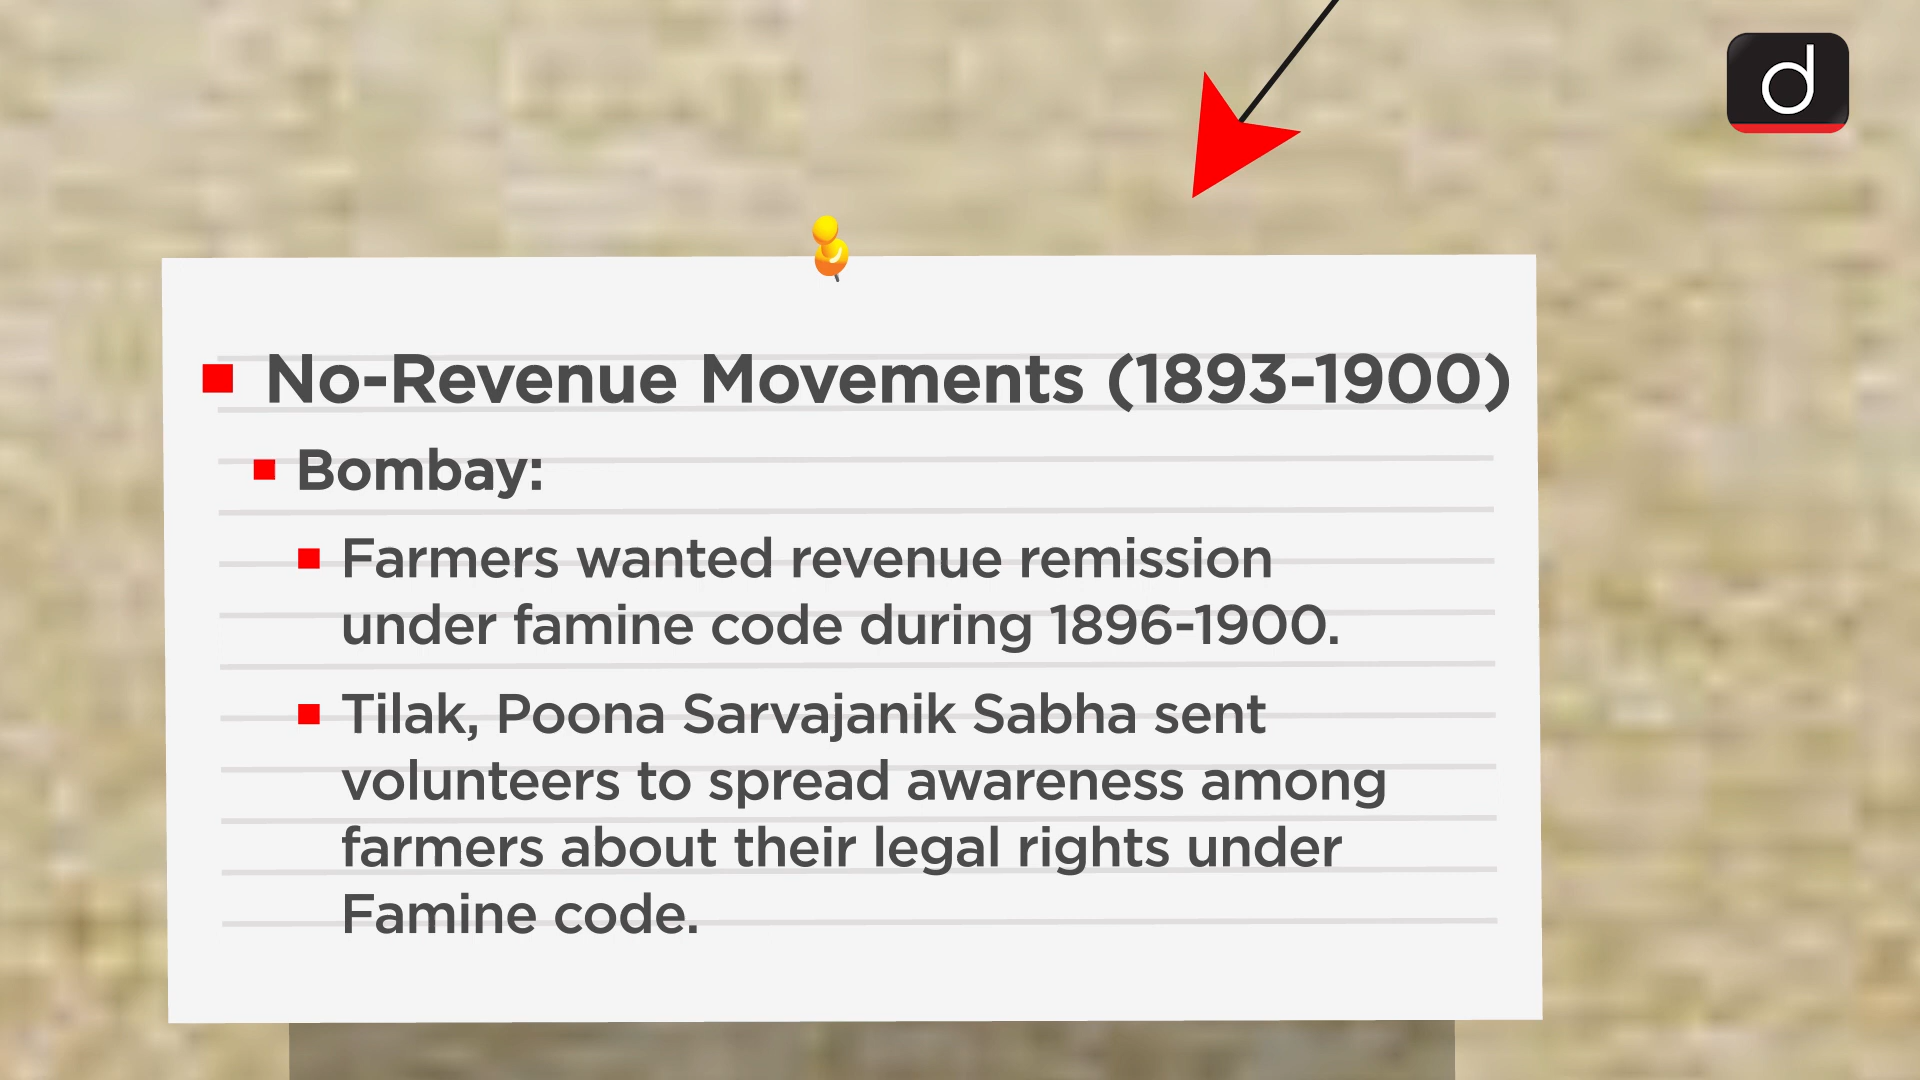 d
No-Revenue Movements (1893-1900)
Bombay:
Farmers wanted revenue remission
under famine code during 1896-1900.
Tilak, Poona Sarvajanik Sabha sent
volunteers to spread awareness among
farmers about their legal rights under
Famine code.